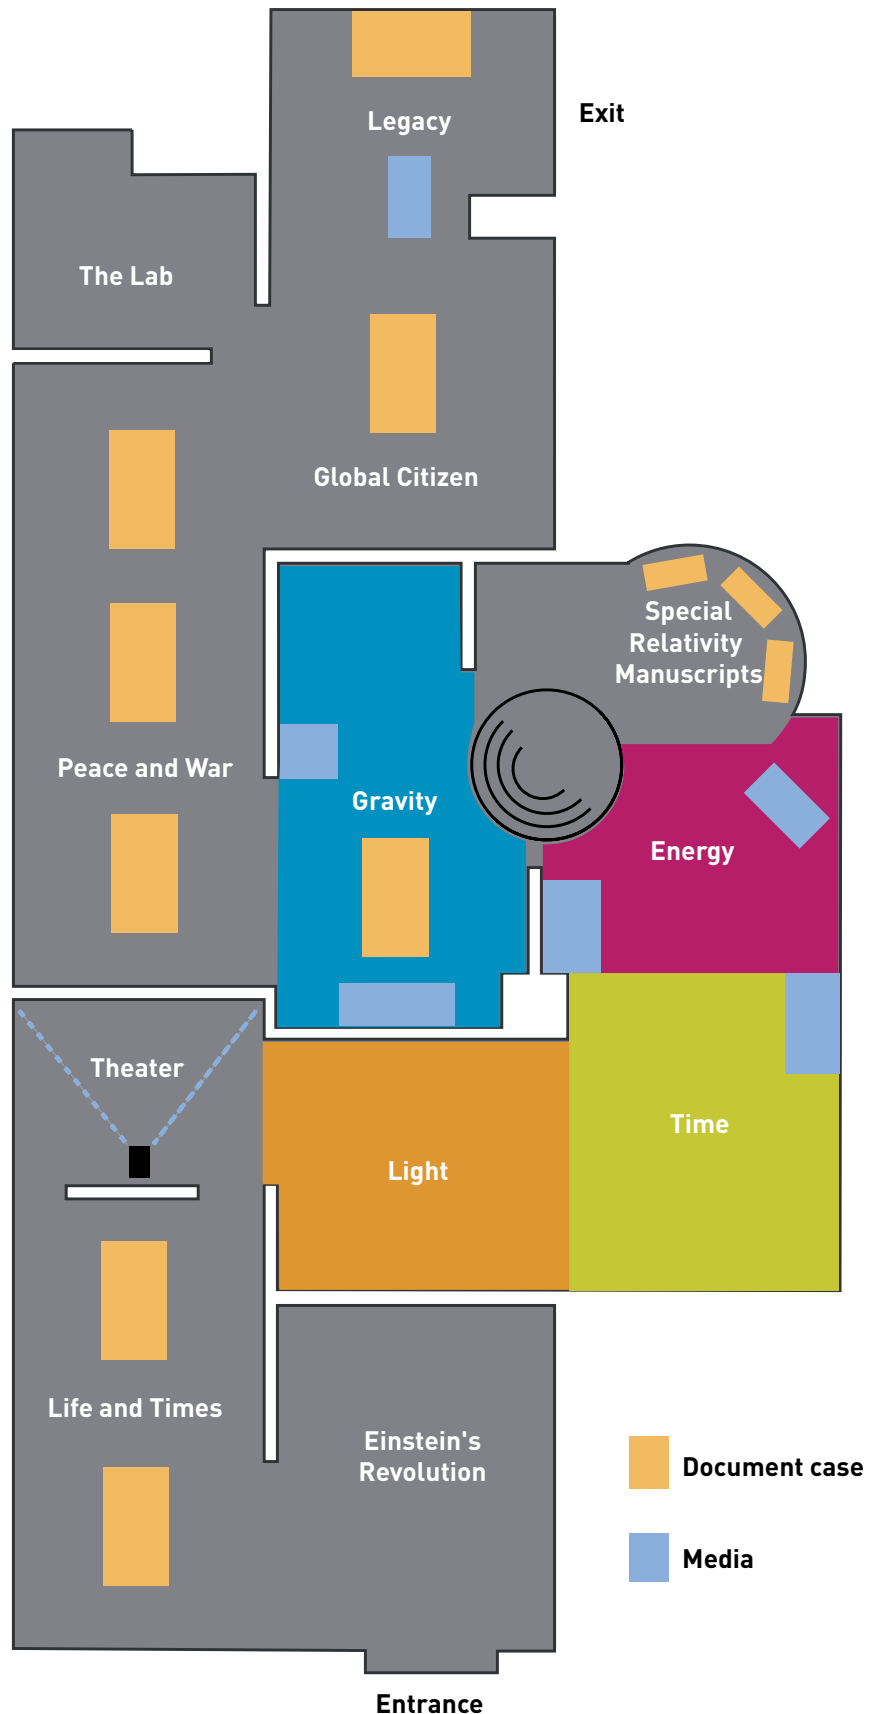 Legacy
Exit
The Lab
Global Citizen
Special
Relativity
Manuscripts
Peace and War
Gravity
Energy
Theater
Time
Light
Life and Times
Einstein's
Revolution
Document case
Media
Entrance